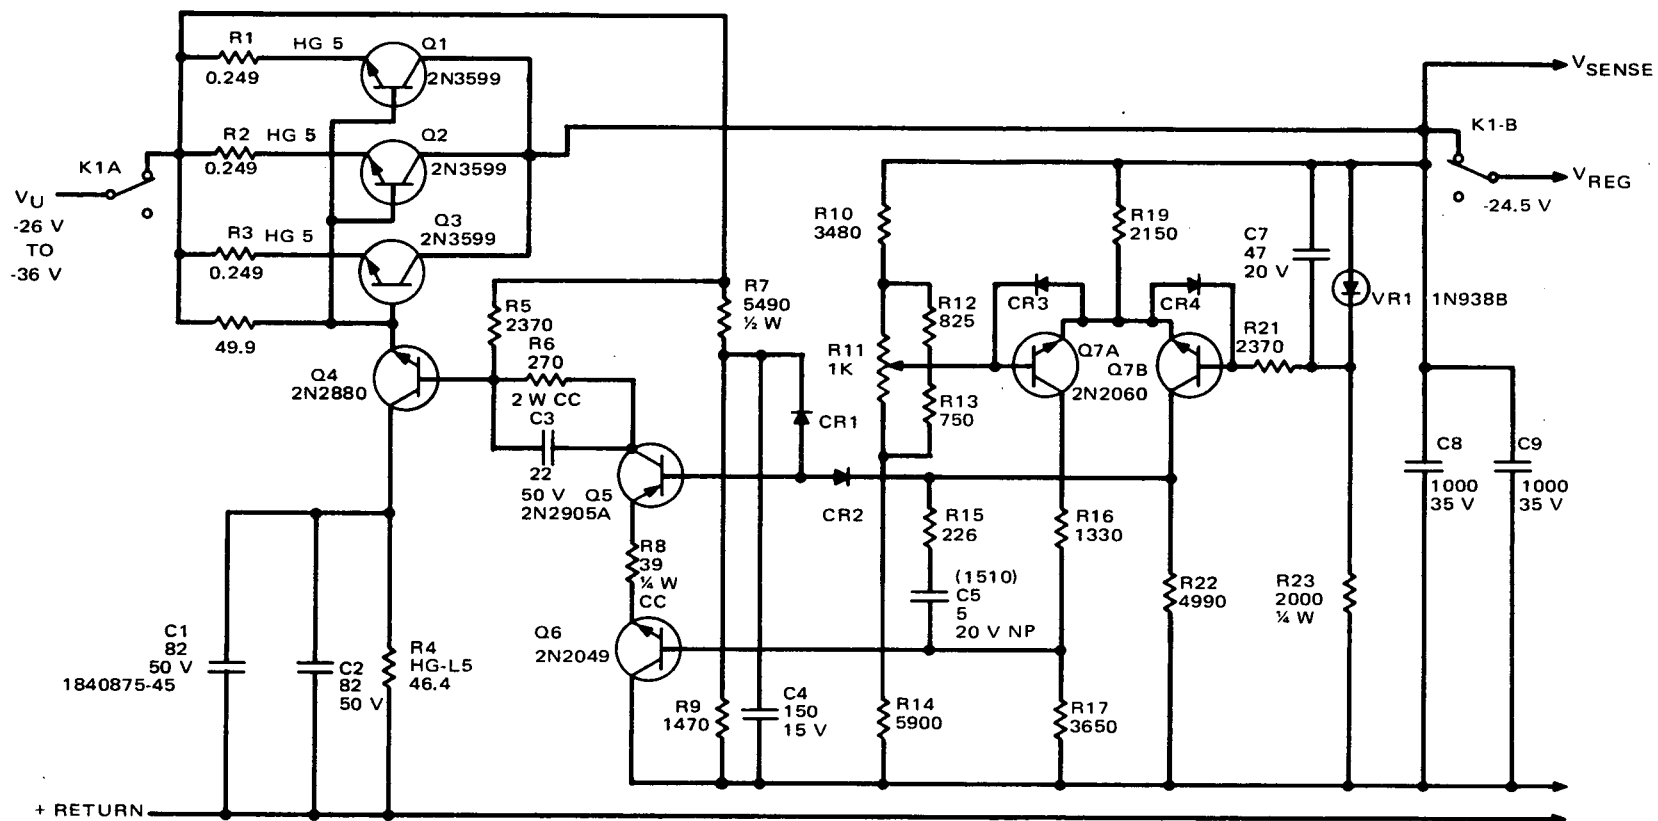 R1
HG 5
Q1
0.249
2N3599
R2
HG 5
Q2
0.249
2N3599
K1A
V_U
-26 V
TO
-36 V
R3
HG 5
Q3
0.249
2N3599
49.9
Q4
2N2880
R5
2370
R6
270
2 W CC
C3
22
50 V
Q5
2N2905A
R7
5490
½ W
CR1
CR2
R8
39
¼ W
CC
Q6
2N2049
C1
82
50 V
1840875-45
C2
82
50 V
R4
HG-L5
46.4
R9
1470
C4
150
15 V
R10
3480
R11
1K
R12
825
R13
750
R14
5900
R15
226
(1510)
C5
5
20 V NP
CR3
Q7A
Q7B
2N2060
CR4
R19
2150
R16
1330
R17
3650
R21
2370
R22
4990
C7
47
20 V
VR1
1N938B
R23
2000
¼ W
C8
1000
35 V
C9
1000
35 V
V_SENSE
K1-B
V_REG
-24.5 V
+ RETURN